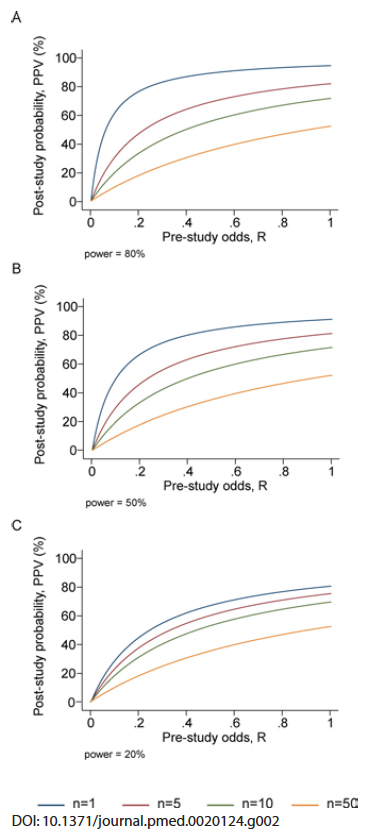 A
Post-study probability, PPV (%)
100
80
60
40
20
0
0 .2 .4 .6 .8 1
Pre-study odds, R
power = 80%
B
Post-study probability, PPV (%)
100
80
60
40
20
0
0 .2 .4 .6 .8 1
Pre-study odds, R
power = 50%
C
Post-study probability, PPV (%)
100
80
60
40
20
0
0 .2 .4 .6 .8 1
Pre-study odds, R
power = 20%
n=1 n=5 n=10 n=50
DOI: 10.1371/journal.pmed.0020124.g002